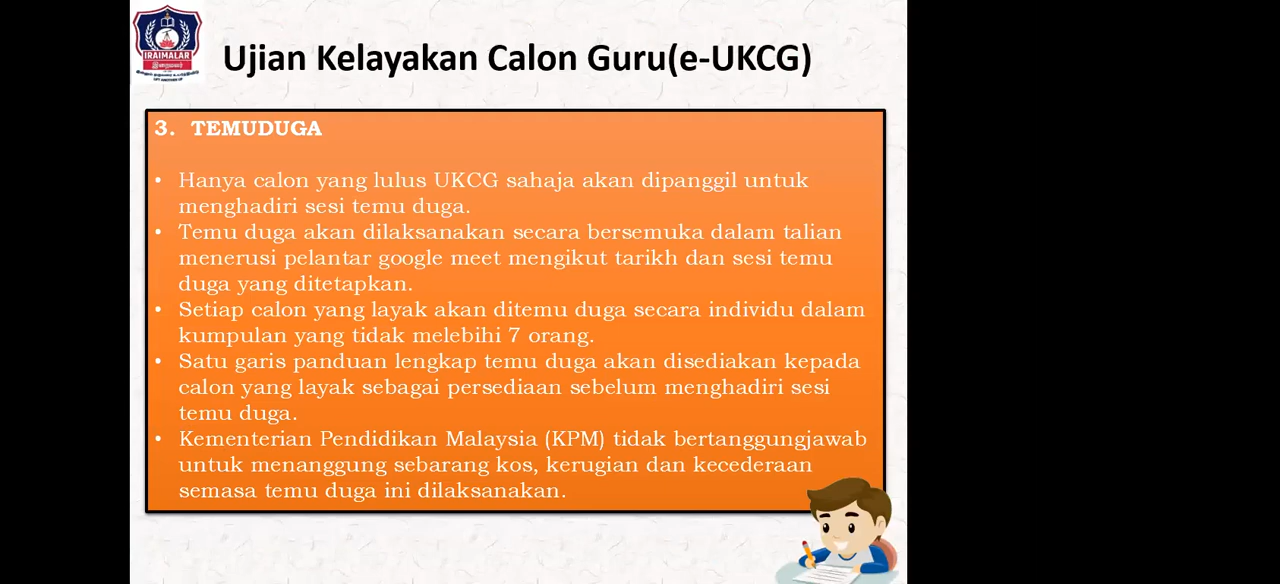 IRAIMALAR
இறைமலர்
Ujian Kelayakan Calon Guru(e-UKCG)
3. TEMUDUGA
• Hanya calon yang lulus UKCG sahaja akan dipanggil untuk
menghadiri sesi temu duga.
• Temu duga akan dilaksanakan secara bersemuka dalam talian
menerusi pelantar google meet mengikut tarikh dan sesi temu
duga yang ditetapkan.
• Setiap calon yang layak akan ditemu duga secara individu dalam
kumpulan yang tidak melebihi 7 orang.
• Satu garis panduan lengkap temu duga akan disediakan kepada
calon yang layak sebagai persediaan sebelum menghadiri sesi
temu duga.
• Kementerian Pendidikan Malaysia (KPM) tidak bertanggungjawab
untuk menanggung sebarang kos, kerugian dan kecederaan
semasa temu duga ini dilaksanakan.